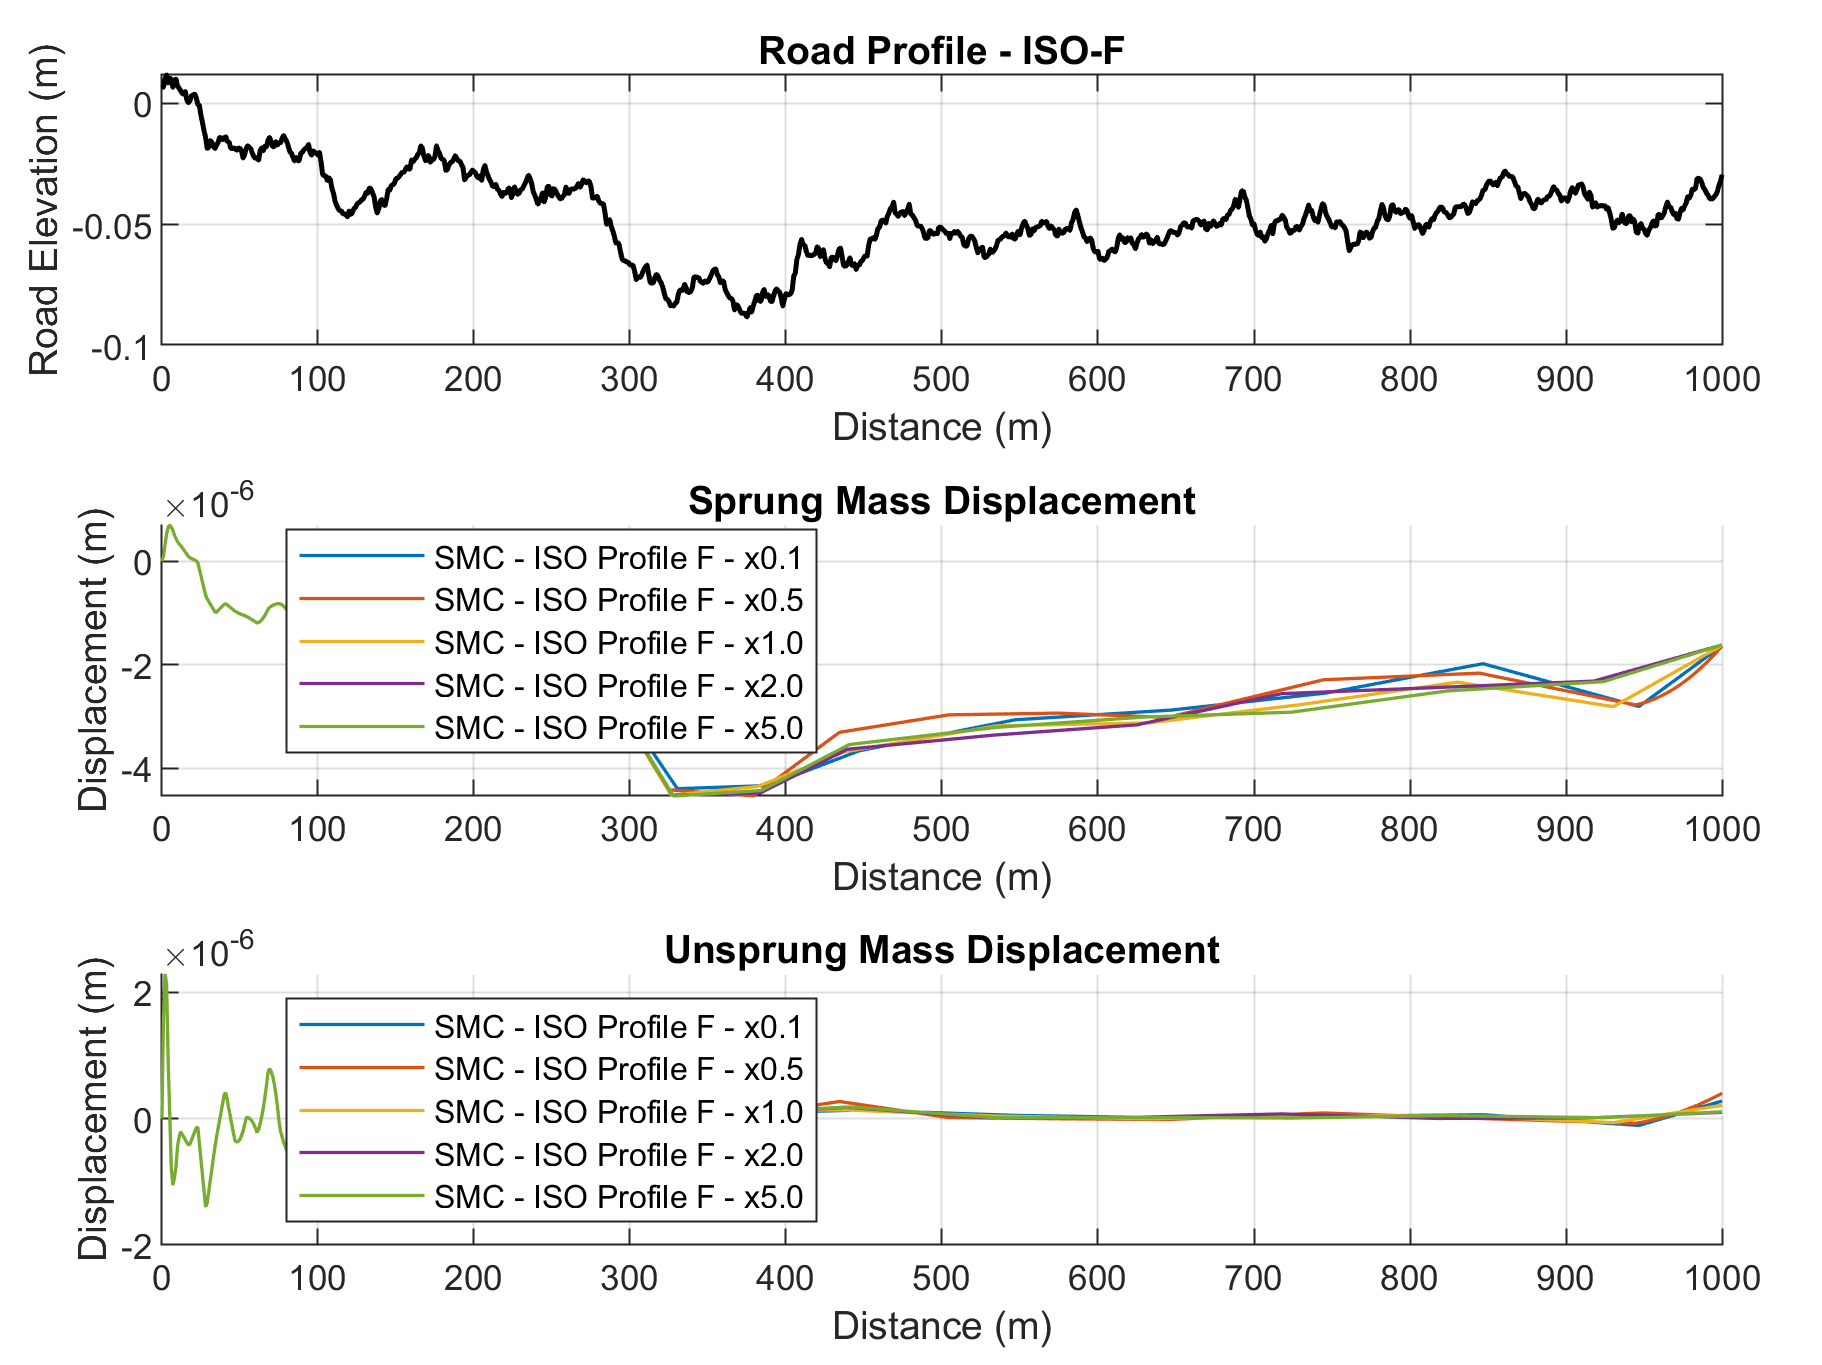 Road Profile - ISO-F
Road Elevation (m)
0
-0.05
-0.1
0 100 200 300 400 500 600 700 800 900 1000
Distance (m)
×10-6
Sprung Mass Displacement
Displacement (m)
0
-2
-4
SMC - ISO Profile F - x0.1
SMC - ISO Profile F - x0.5
SMC - ISO Profile F - x1.0
SMC - ISO Profile F - x2.0
SMC - ISO Profile F - x5.0
0 100 200 300 400 500 600 700 800 900 1000
Distance (m)
×10-6
Unsprung Mass Displacement
Displacement (m)
2
0
-2
SMC - ISO Profile F - x0.1
SMC - ISO Profile F - x0.5
SMC - ISO Profile F - x1.0
SMC - ISO Profile F - x2.0
SMC - ISO Profile F - x5.0
0 100 200 300 400 500 600 700 800 900 1000
Distance (m)